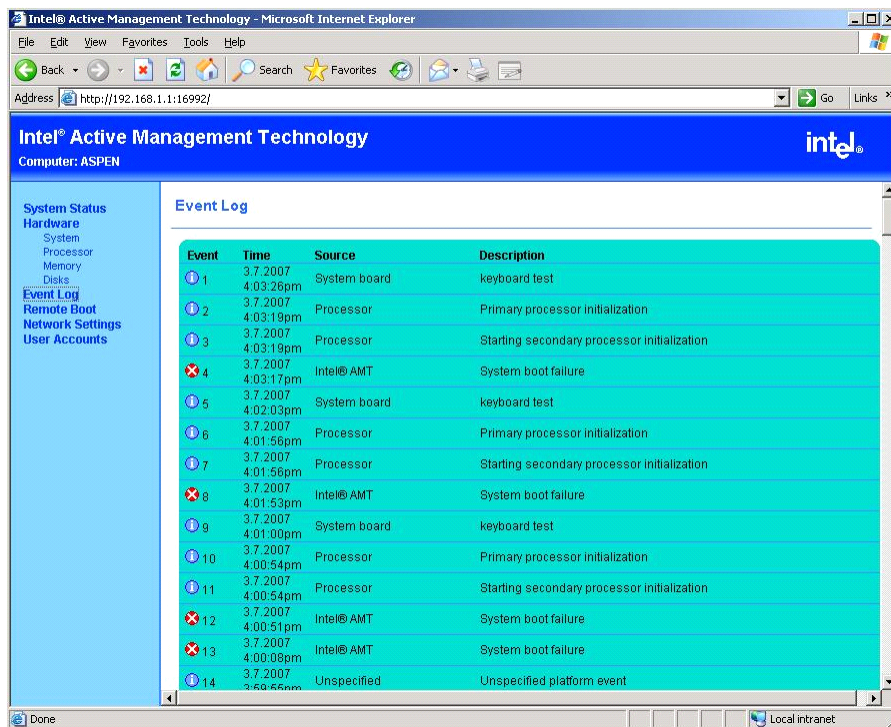 Intel® Active Management Technology - Microsoft Internet Explorer
File Edit View Favorites Tools Help
Back Search Favorites
Address http://192.168.1.1:16992/ Go Links »
Intel® Active Management Technology
Computer: ASPEN
intel®
System Status
Hardware
System
Processor
Memory
Disks
Event Log
Remote Boot
Network Settings
User Accounts
Event Log
Event Time Source Description
1 3.7.2007 4:03:26pm System board keyboard test
2 3.7.2007 4:03:19pm Processor Primary processor initialization
3 3.7.2007 4:03:19pm Processor Starting secondary processor initialization
4 3.7.2007 4:03:17pm Intel® AMT System boot failure
5 3.7.2007 4:02:03pm System board keyboard test
6 3.7.2007 4:01:56pm Processor Primary processor initialization
7 3.7.2007 4:01:56pm Processor Starting secondary processor initialization
8 3.7.2007 4:01:53pm Intel® AMT System boot failure
9 3.7.2007 4:01:00pm System board keyboard test
10 3.7.2007 4:00:54pm Processor Primary processor initialization
11 3.7.2007 4:00:54pm Processor Starting secondary processor initialization
12 3.7.2007 4:00:51pm Intel® AMT System boot failure
13 3.7.2007 4:00:08pm Intel® AMT System boot failure
14 3.7.2007 3:59:55pm Unspecified Unspecified platform event
Done Local intranet